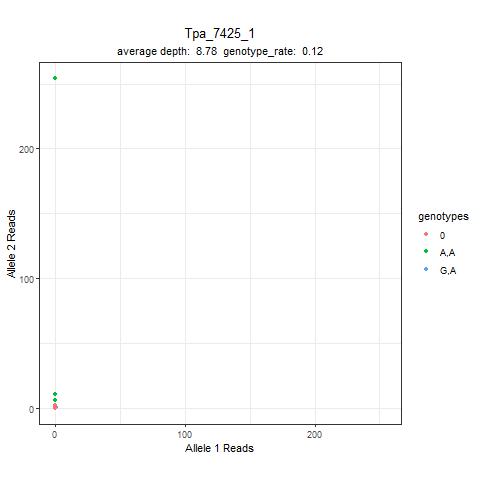 Tpa_7425_1
average depth:  8.78  genotype_rate:  0.12
200
100
0
Allele 2 Reads
0
100
200
Allele 1 Reads
genotypes
0
A,A
G,A